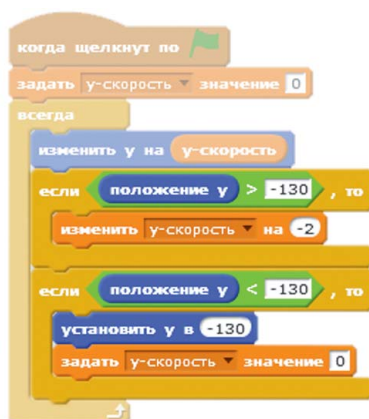 когда щелкнут по
задать y-скорость значение 0
всегда
изменить y на y-скорость
если положение y > -130 , то
изменить y-скорость на -2
если положение y < -130 , то
установить y в -130
задать y-скорость значение 0